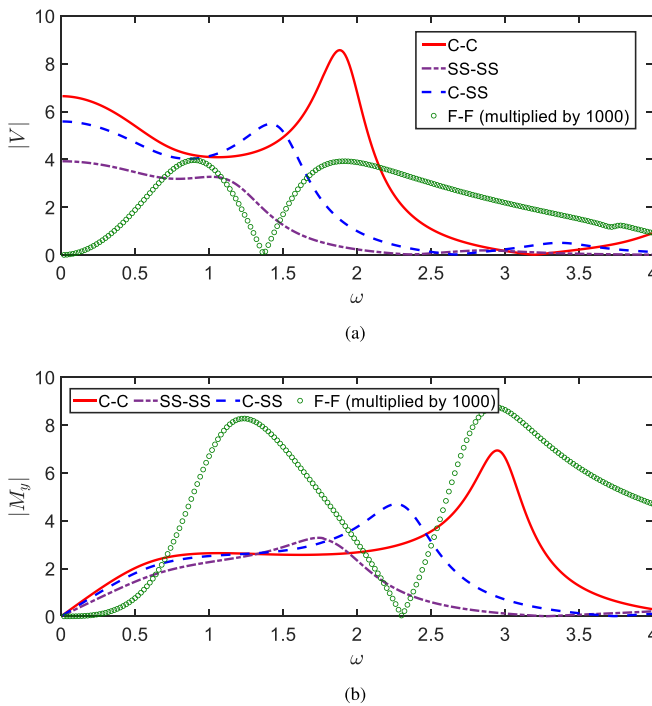 10
8
6
4
2
0
|V|
C-C
SS-SS
C-SS
F-F (multiplied by 1000)
0 0.5 1 1.5 2 2.5 3 3.5 4
ω
(a)
10
8
6
4
2
0
|M_y|
C-C SS-SS C-SS F-F (multiplied by 1000)
0 0.5 1 1.5 2 2.5 3 3.5 4
ω
(b)